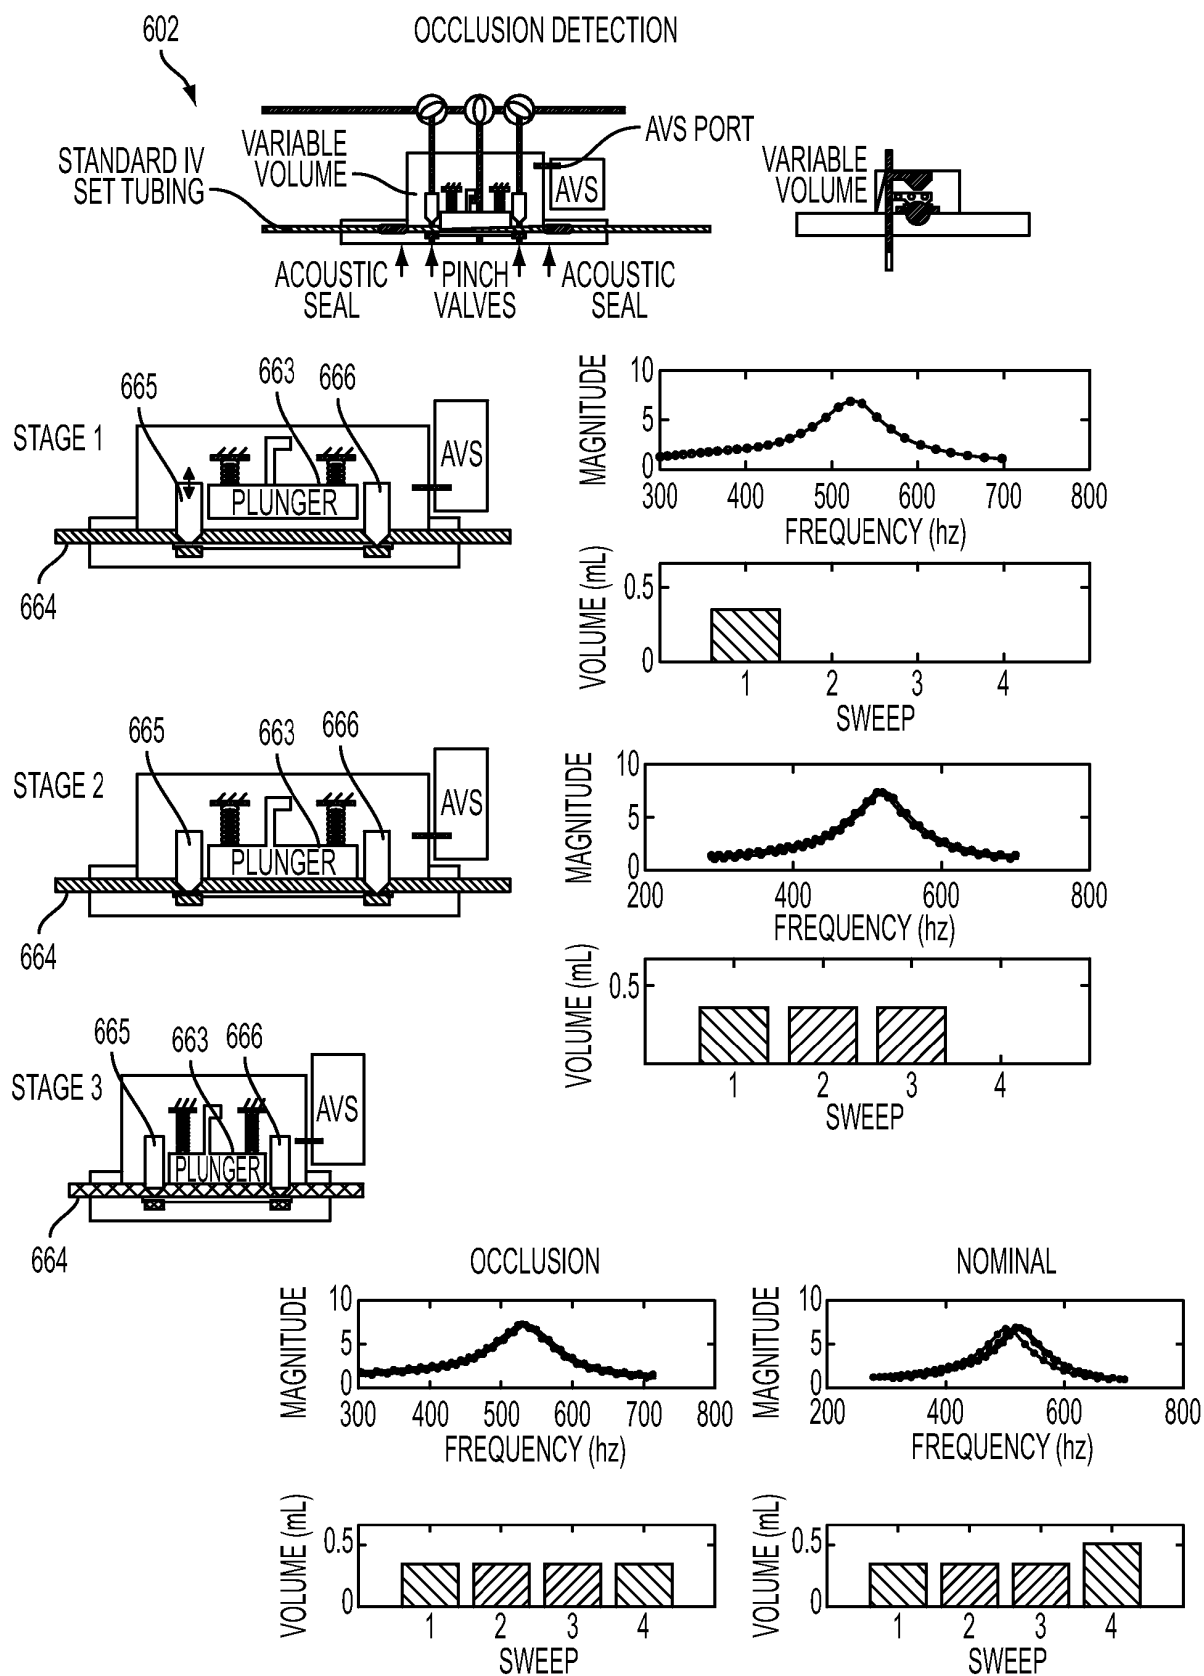 602
OCCLUSION DETECTION
STANDARD IV
SET TUBING
VARIABLE
VOLUME
AVS PORT
AVS
ACOUSTIC
SEAL
PINCH
VALVES
ACOUSTIC
SEAL
VARIABLE
VOLUME
STAGE 1
665
663
666
AVS
PLUNGER
664
MAGNITUDE
10
5
0
300 400 500 600 700 800
FREQUENCY (hz)
VOLUME (mL)
0.5
0
1 2 3 4
SWEEP
STAGE 2
665
663
666
AVS
PLUNGER
664
MAGNITUDE
10
5
0
200 400 600 800
FREQUENCY (hz)
VOLUME (mL)
0.5
1 2 3 4
SWEEP
STAGE 3
665
663
666
AVS
PLUNGER
664
OCCLUSION
MAGNITUDE
10
5
0
300 400 500 600 700 800
FREQUENCY (hz)
VOLUME (mL)
0.5
0
1 2 3 4
SWEEP
NOMINAL
MAGNITUDE
10
5
0
200 400 600 800
FREQUENCY (hz)
VOLUME (mL)
0.5
0
1 2 3 4
SWEEP